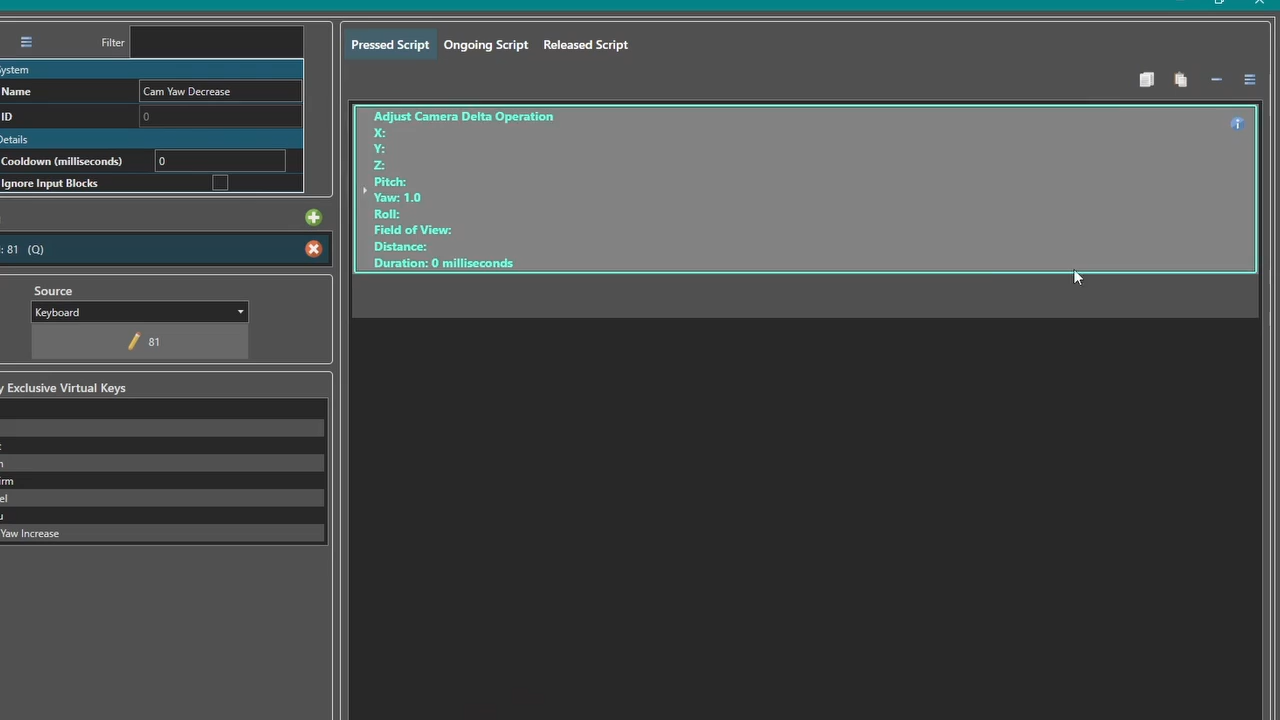 Filter
System
Name Cam Yaw Decrease
ID 0
Details
Cooldown (milliseconds) 0
Ignore Input Blocks
: 81 (Q)
Source
Keyboard
81
y Exclusive Virtual Keys
irm
el
u
Yaw Increase
Pressed Script Ongoing Script Released Script
Adjust Camera Delta Operation
X:
Y:
Z:
Pitch:
Yaw: 1.0
Roll:
Field of View:
Distance:
Duration: 0 milliseconds